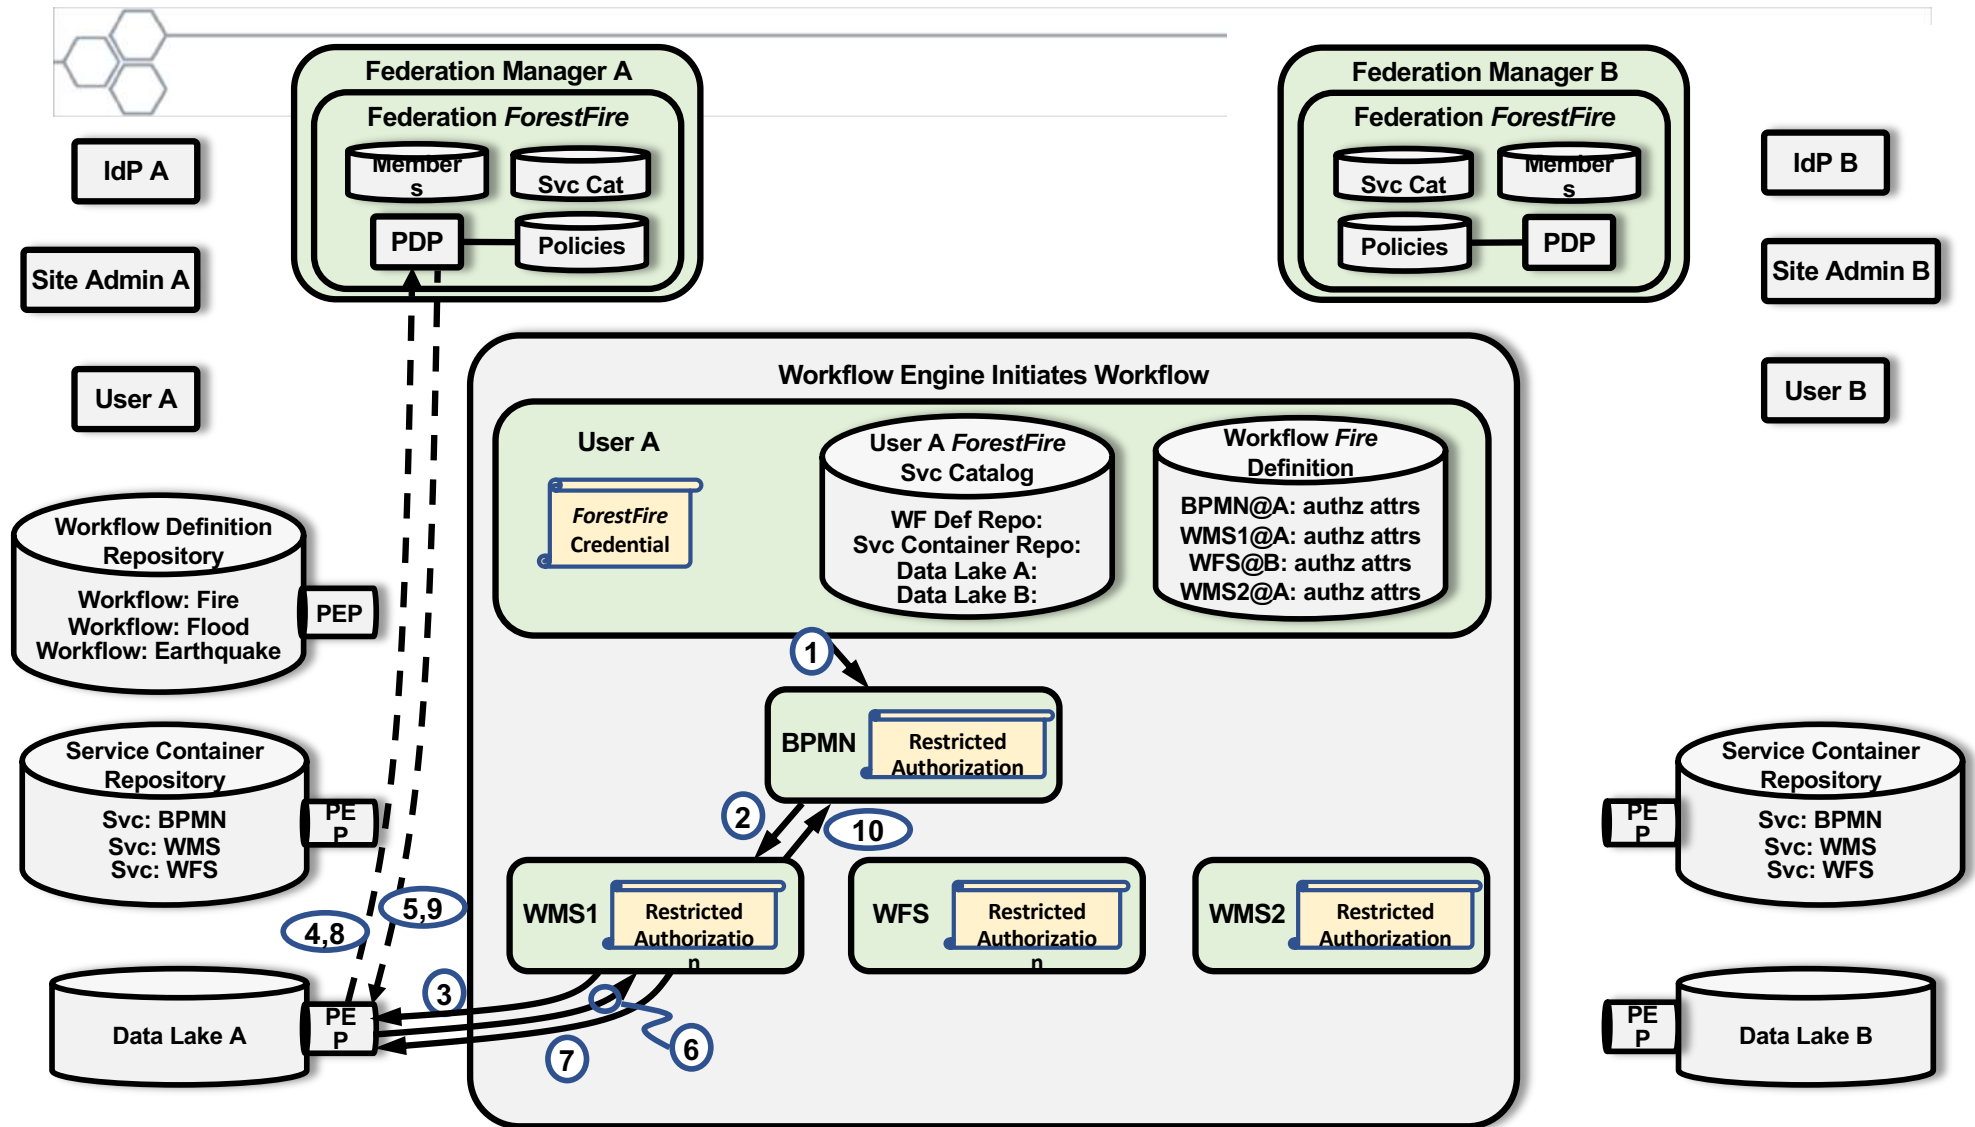 Federation Manager A
Federation ForestFire
Member
s
Svc Cat
PDP
Policies
Federation Manager B
Federation ForestFire
Svc Cat
Member
s
Policies
PDP
IdP A
Site Admin A
User A
IdP B
Site Admin B
User B
Workflow Definition
Repository
Workflow: Fire
Workflow: Flood
Workflow: Earthquake
PEP
Service Container
Repository
Svc: BPMN
Svc: WMS
Svc: WFS
PE
P
Data Lake A
PE
P
Workflow Engine Initiates Workflow
User A
ForestFire
Credential
User A ForestFire
Svc Catalog
WF Def Repo:
Svc Container Repo:
Data Lake A:
Data Lake B:
Workflow Fire
Definition
BPMN@A: authz attrs
WMS1@A: authz attrs
WFS@B: authz attrs
WMS2@A: authz attrs
1
BPMN
Restricted
Authorization
2
10
WMS1
Restricted
Authorizatio
n
WFS
Restricted
Authorizatio
n
WMS2
Restricted
Authorization
4,8
5,9
3
6
7
Service Container
Repository
Svc: BPMN
Svc: WMS
Svc: WFS
PE
P
Data Lake B
PE
P